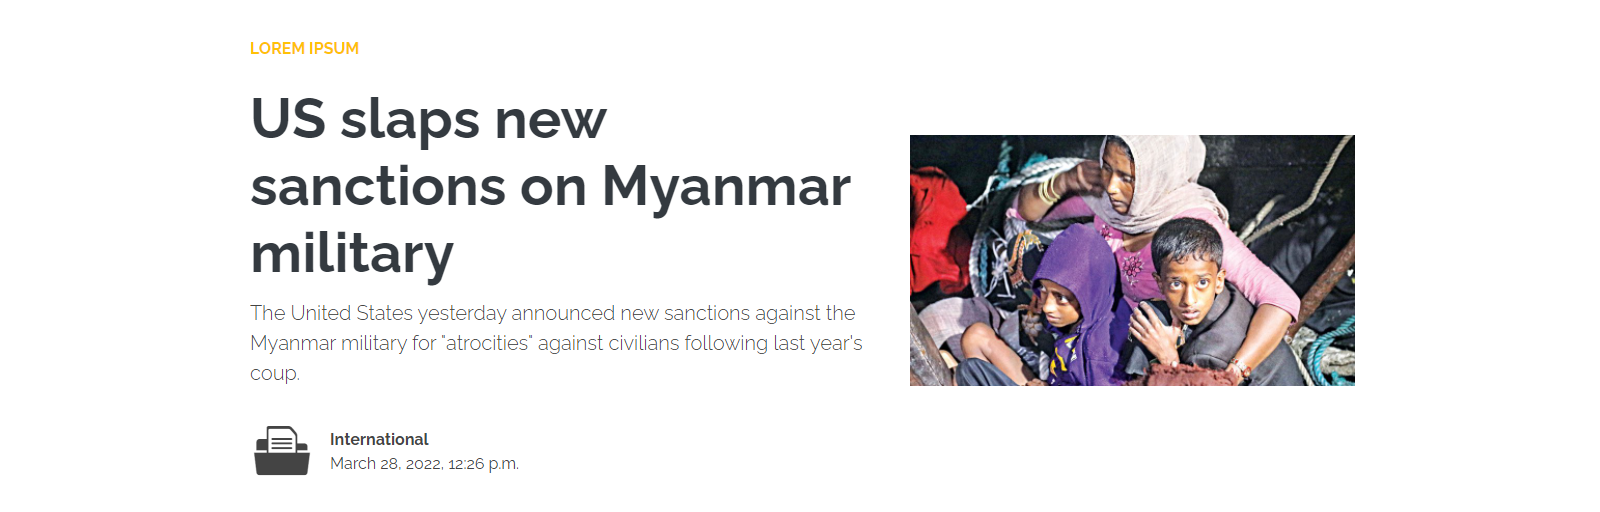 LOREM IPSUM
US slaps new
sanctions on Myanmar
military
The United States yesterday announced new sanctions against the
Myanmar military for "atrocities" against civilians following last year's
coup.
International
March 28, 2022, 12:26 p.m.